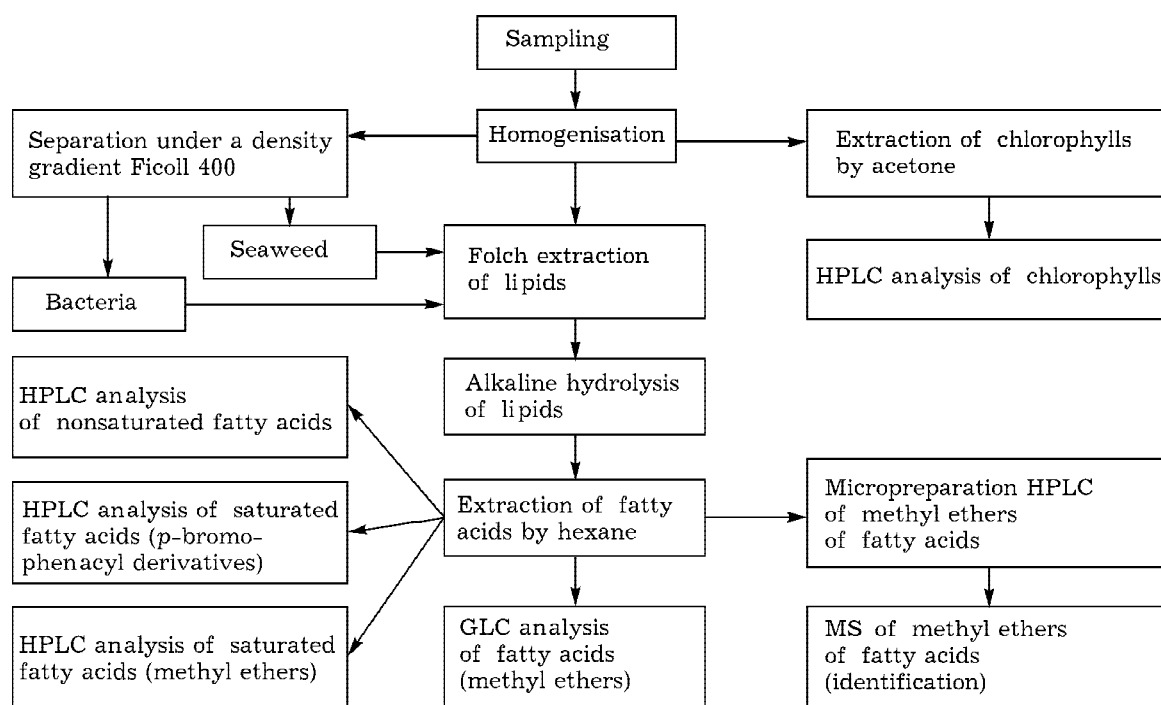 Sampling
Homogenisation
Separation under a density
gradient Ficoll 400
Extraction of chlorophylls
by acetone
Seaweed
Folch extraction
of lipids
HPLC analysis of chlorophylls
Bacteria
Alkaline hydrolysis
of lipids
HPLC analysis
of nonsaturated fatty acids
Extraction of fatty
acids by hexane
Micropreparation HPLC
of methyl ethers
of fatty acids
HPLC analysis of saturated
fatty acids (p-bromo-
phenacyl derivatives)
HPLC analysis of saturated
fatty acids (methyl ethers)
GLC analysis
of fatty acids
(methyl ethers)
MS of methyl ethers
of fatty acids
(identification)